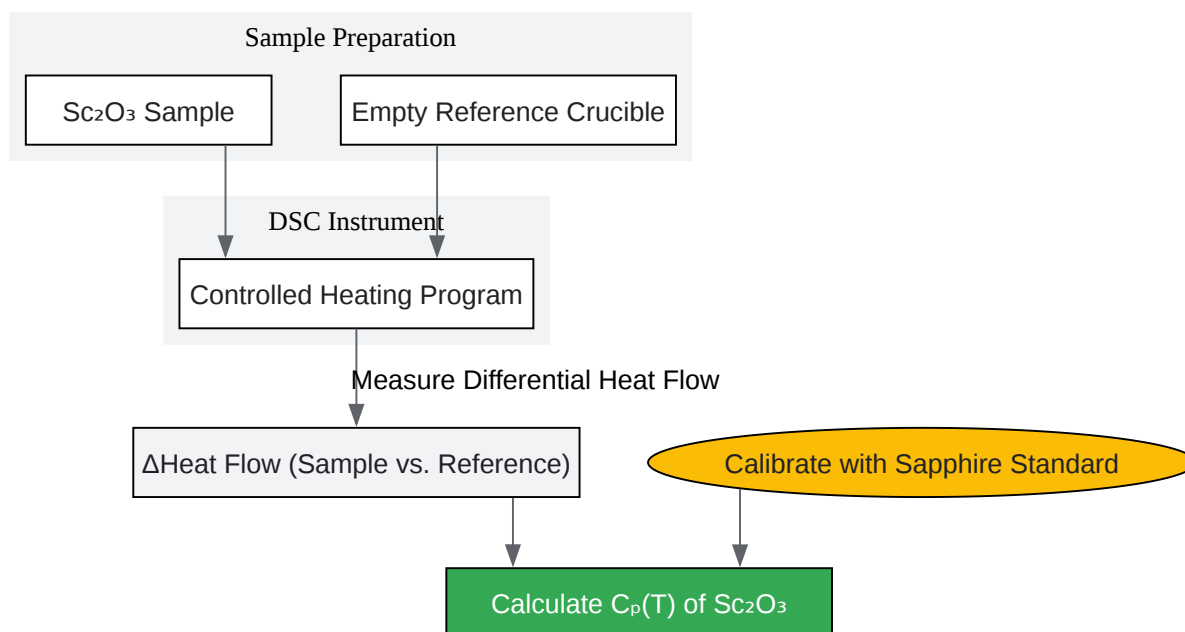 Sample Preparation
Sc₂O₃ Sample
Empty Reference Crucible
DSC Instrument
Controlled Heating Program
Measure Differential Heat Flow
ΔHeat Flow (Sample vs. Reference)
Calibrate with Sapphire Standard
Calculate Cₚ(T) of Sc₂O₃